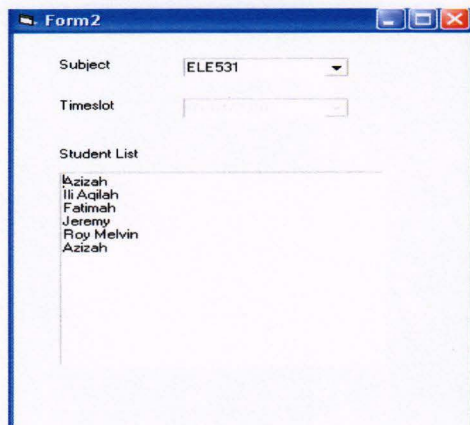 Form2
Subject
ELE531
Timeslot
Student List
Azizah
Ili Aqilah
Fatimah
Jeremy
Roy Melvin
Azizah